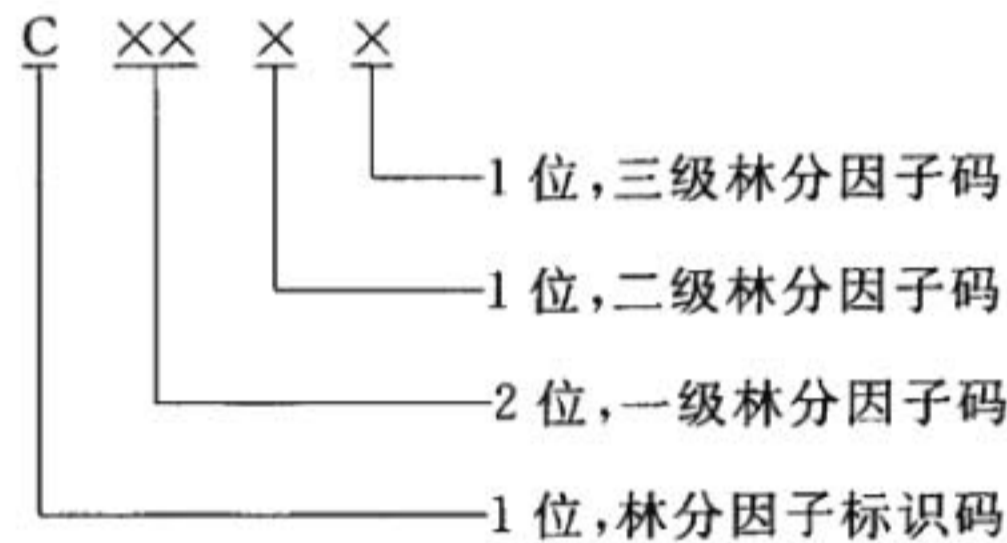 C ×× × ×
1 位,三级林分因子码
1 位,二级林分因子码
2 位,一级林分因子码
1 位,林分因子标识码